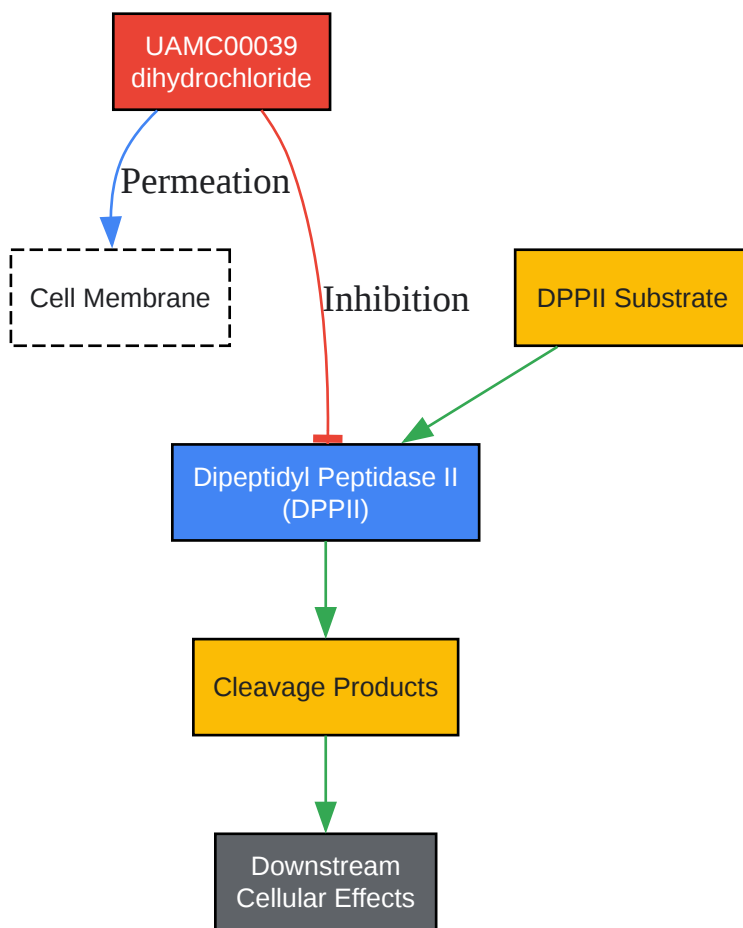 UAMC00039
dihydrochloride
Permeation
Cell Membrane
Inhibition
DPPII Substrate
Dipeptidyl Peptidase II
(DPPII)
Cleavage Products
Downstream
Cellular Effects